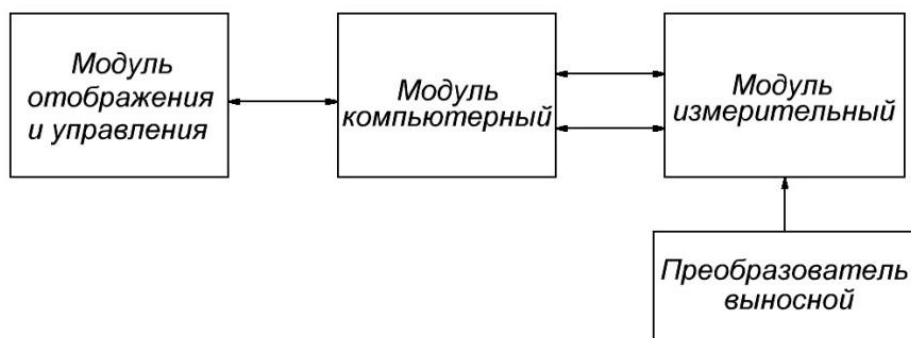 Модуль
отображения
и управления
Модуль
компьютерный
Модуль
измерительный
Преобразователь
выносной